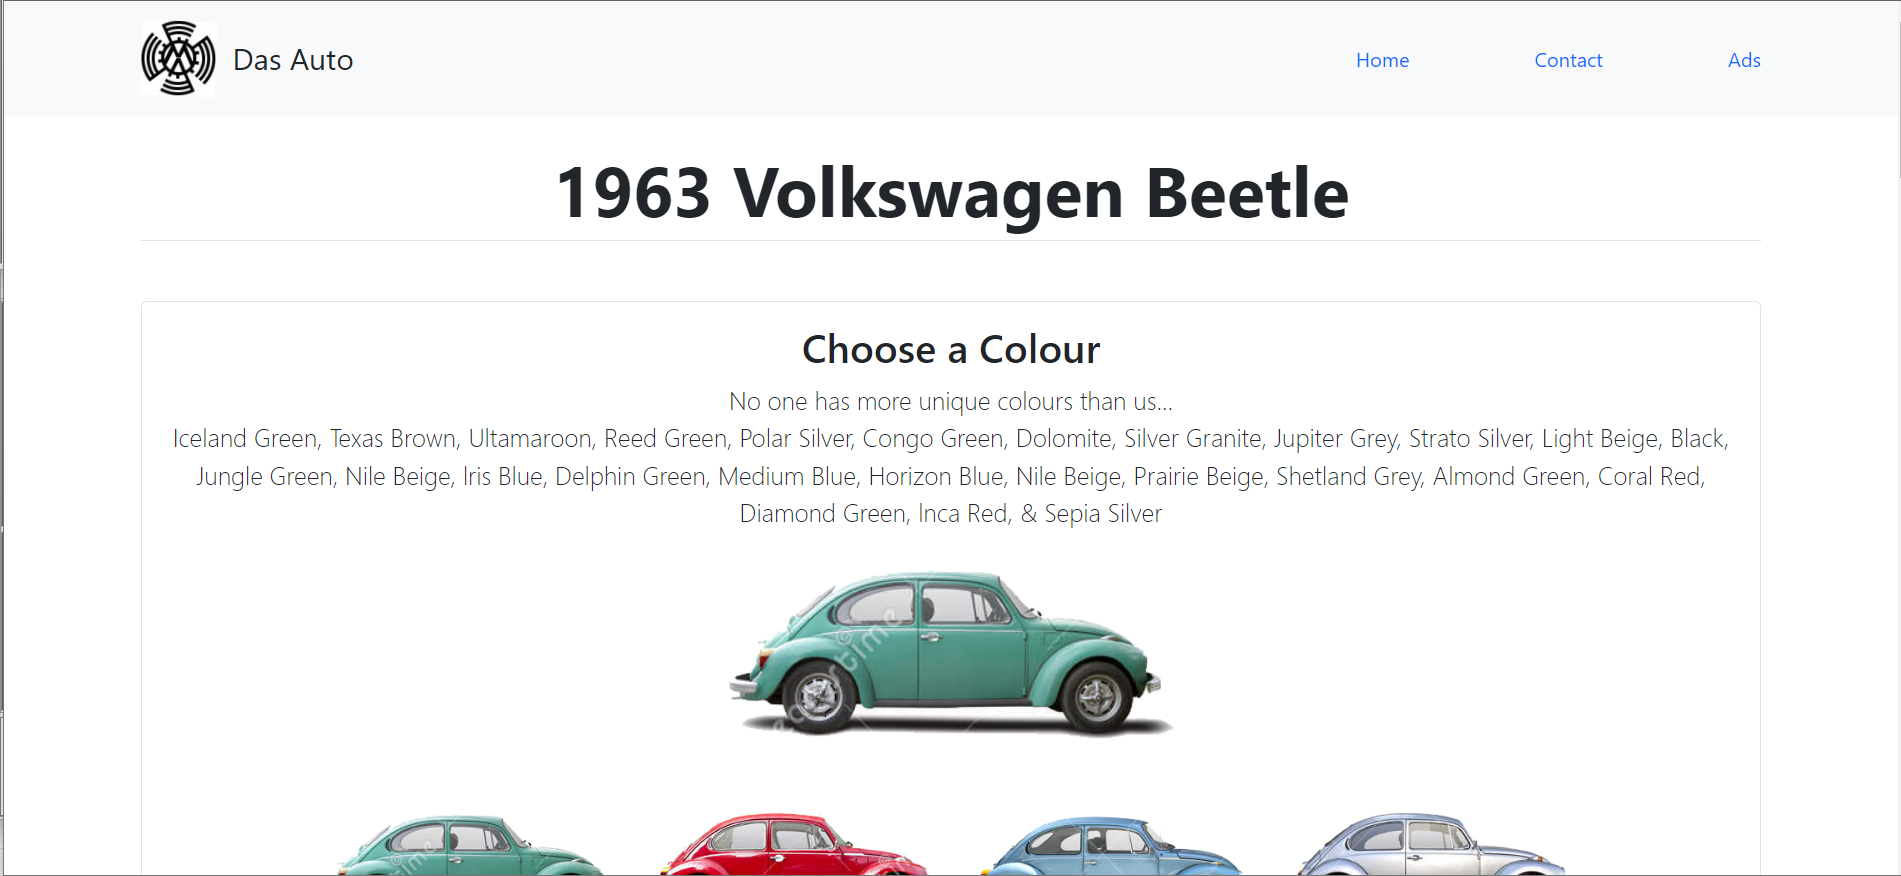 Das Auto
Home
Contact
Ads
1963 Volkswagen Beetle
Choose a Colour
No one has more unique colours than us...
Iceland Green, Texas Brown, Ultamaroon, Reed Green, Polar Silver, Congo Green, Dolomite, Silver Granite, Jupiter Grey, Strato Silver, Light Beige, Black,
Jungle Green, Nile Beige, lris Blue, Delphin Green, Medium Blue, Horizon Blue, Nile Beige, Prairie Beige, Shetland Grey, Almond Green, Coral Red,
Diamond Green, lnca Red, & Sepia Silver